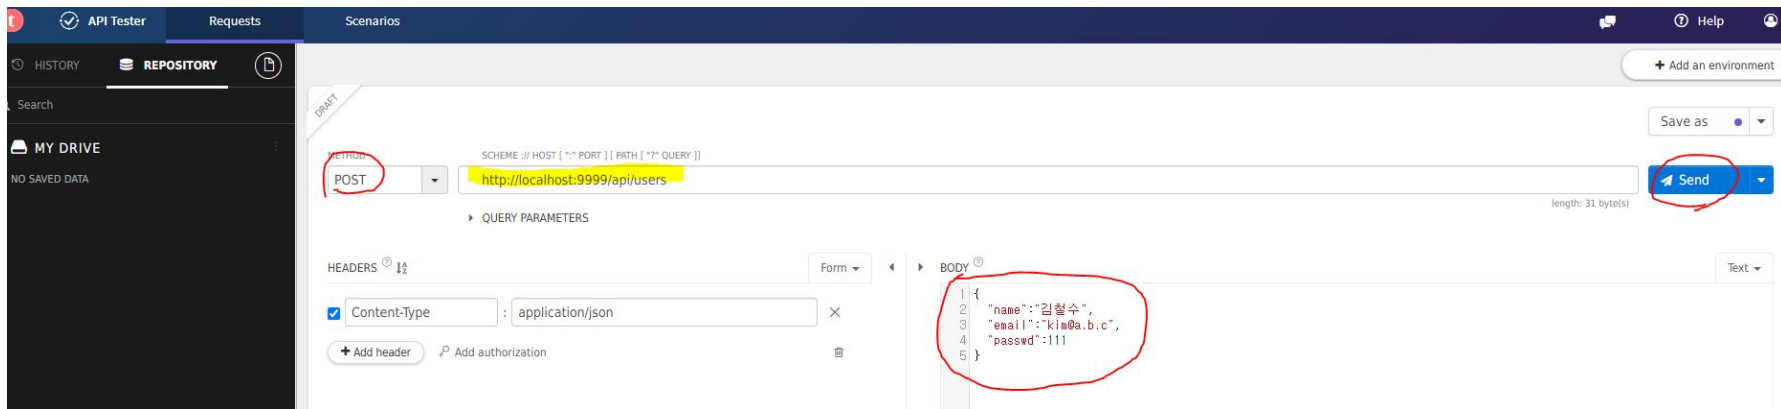 t API Tester Requests Scenarios Help
HISTORY REPOSITORY + Add an environment
Search
DRAFT
Save as
MY DRIVE
METHOD SCHEME :// HOST [ ":" PORT ] [ PATH [ "?" QUERY ]]
NO SAVED DATA
POST http://localhost:9999/api/users Send
length: 31 byte(s)
QUERY PARAMETERS
HEADERS Form BODY Text
1 {
2 "name":"김철수",
Content-Type : application/json
3 "email":"kim@a.b.c",
4 "passwd":111
+ Add header Add authorization
5 }